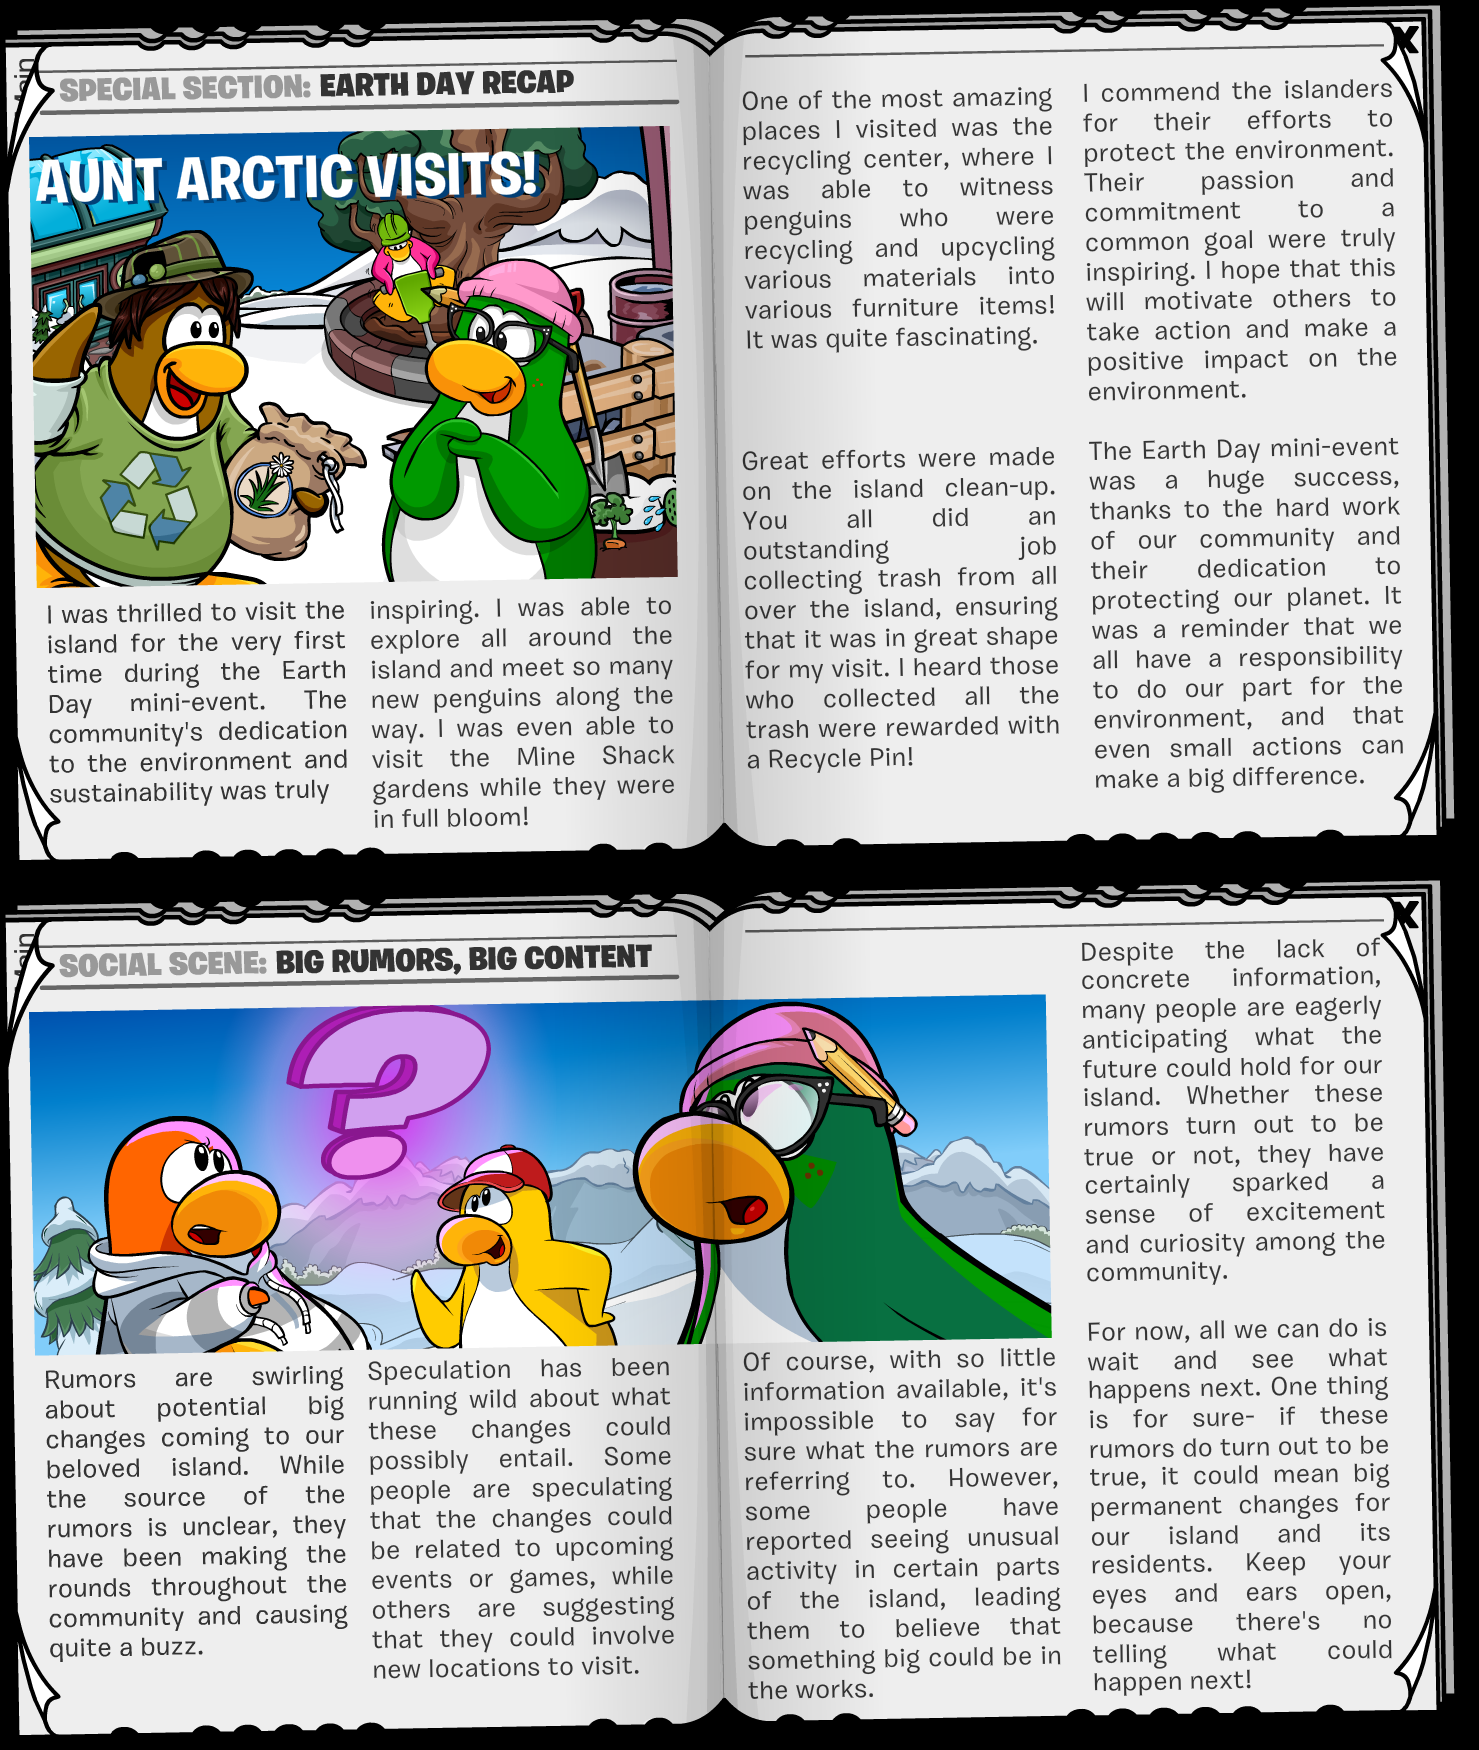 SPECIAL SECTION: EARTH DAY RECAP
AUNT ARCTIC VISITS!
I was thrilled to visit the
island for the very first
time during the Earth
Day mini-event. The
community's dedication
to the environment and
sustainability was truly
inspiring. I was able to
explore all around the
island and meet so many
new penguins along the
way. I was even able to
visit the Mine Shack
gardens while they were
in full bloom!
One of the most amazing
places I visited was the
recycling center, where I
was able to witness
penguins who were
recycling and upcycling
various materials into
various furniture items!
It was quite fascinating.
Great efforts were made
on the island clean-up.
You all did an
outstanding job
collecting trash from all
over the island, ensuring
that it was in great shape
for my visit. I heard those
who collected all the
trash were rewarded with
a Recycle Pin!
X
I commend the islanders
for their efforts to
protect the environment.
Their passion and
commitment to a
common goal were truly
inspiring. I hope that this
will motivate others to
take action and make a
positive impact on the
environment.
The Earth Day mini-event
was a huge success,
thanks to the hard work
of our community and
their dedication to
protecting our planet. It
was a reminder that we
all have a responsibility
to do our part for the
environment, and that
even small actions can
make a big difference.
SOCIAL SCENE: BIG RUMORS, BIG CONTENT
?
Rumors are swirling
about potential big
changes coming to our
beloved island. While
the source of the
rumors is unclear, they
have been making the
rounds throughout the
community and causing
quite a buzz.
Speculation has been
running wild about what
these changes could
possibly entail. Some
people are speculating
that the changes could
be related to upcoming
events or games, while
others are suggesting
that they could involve
new locations to visit.
Of course, with so little
information available, it's
impossible to say for
sure what the rumors are
referring to. However,
some people have
reported seeing unusual
activity in certain parts
of the island, leading
them to believe that
something big could be in
the works.
X
Despite the lack of
concrete information,
many people are eagerly
anticipating what the
future could hold for our
island. Whether these
rumors turn out to be
true or not, they have
certainly sparked a
sense of excitement
and curiosity among the
community.
For now, all we can do is
wait and see what
happens next. One thing
is for sure- if these
rumors do turn out to be
true, it could mean big
permanent changes for
our island and its
residents. Keep your
eyes and ears open,
because there's no
telling what could
happen next!